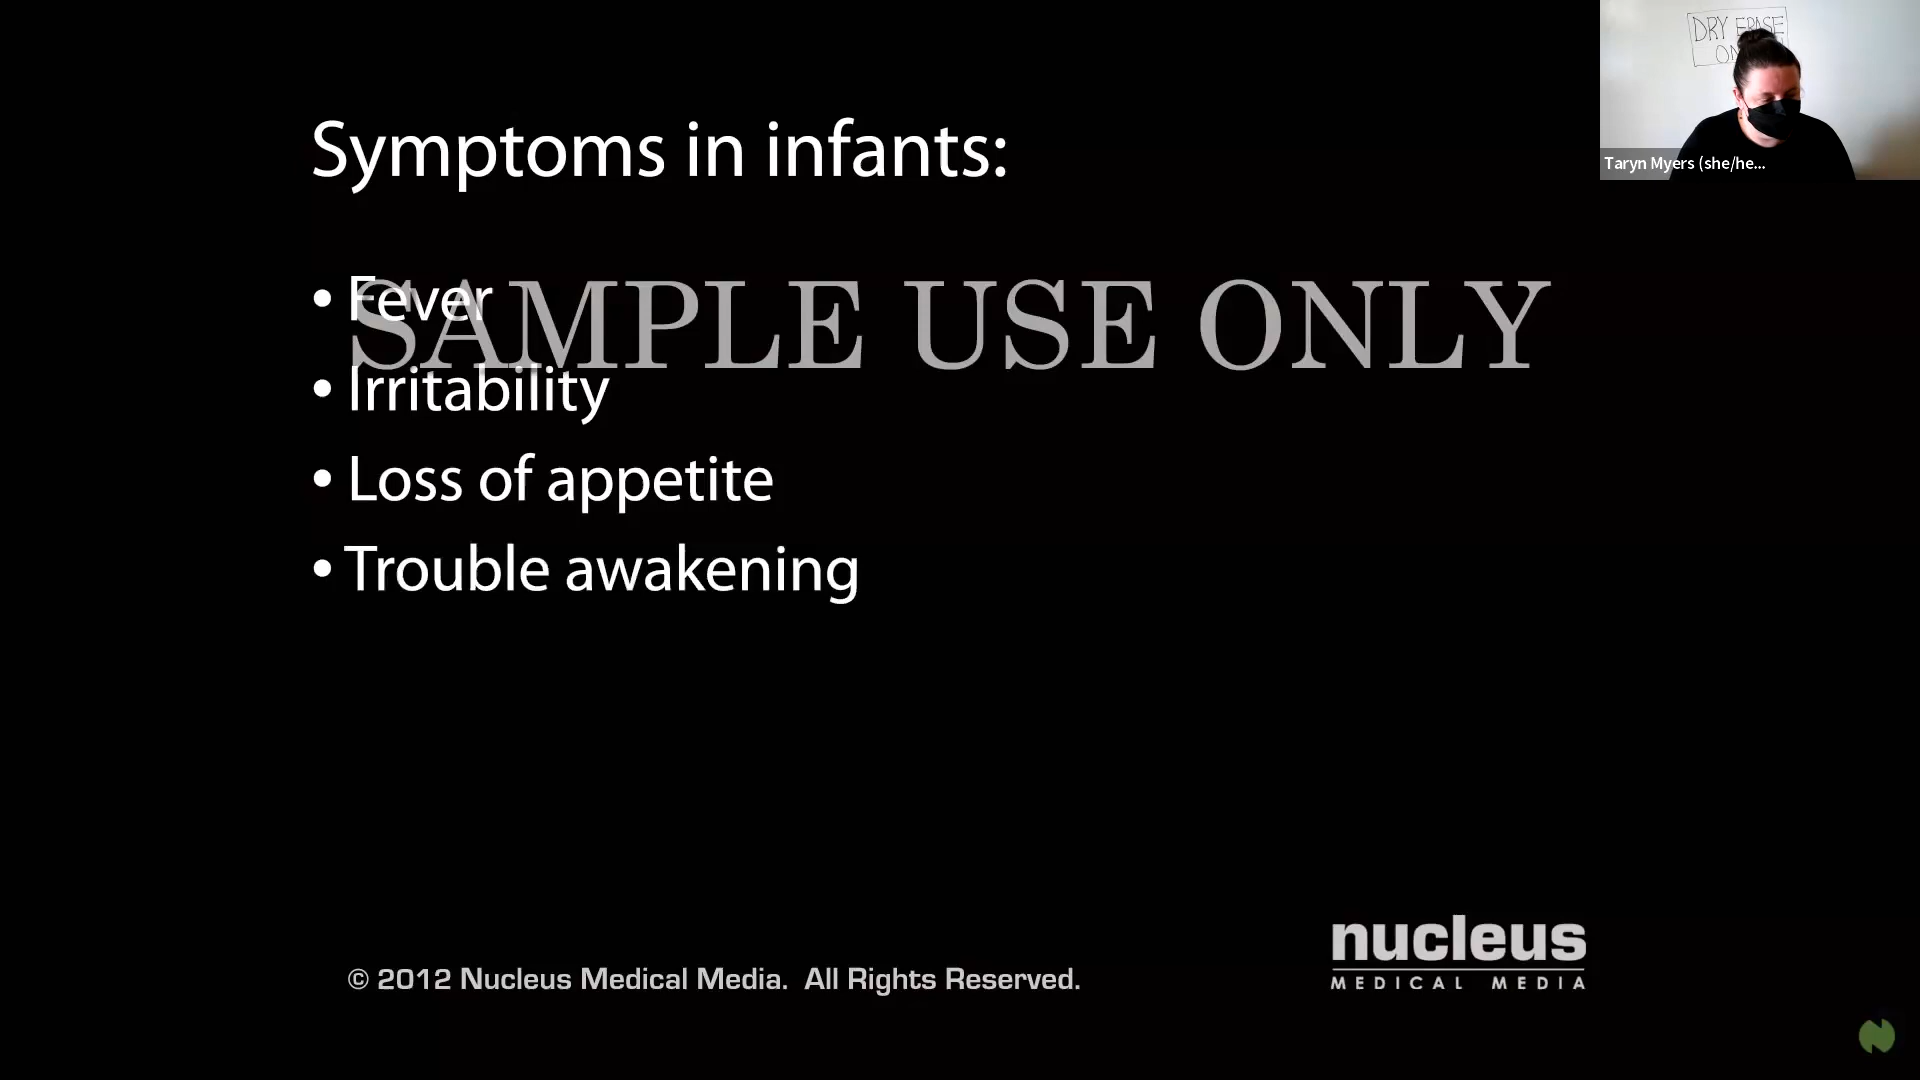 DRY ERASE
Taryn Myers (she/he...
Symptoms in infants:
• Fever
SAMPLE USE ONLY
• Irritability
• Loss of appetite
• Trouble awakening
nucleus
MEDICAL MEDIA
© 2012 Nucleus Medical Media. All Rights Reserved.